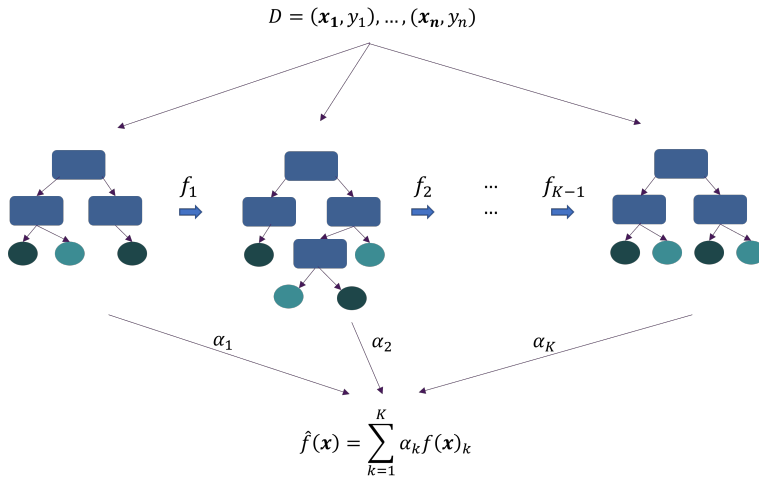 D = (x₁, y₁), …, (xₙ, yₙ)
f₁
f₂
…
…
f_{K−1}
α₁
α₂
α_K
f̂(x) = ∑_{k=1}^{K} α_k f(x)_k